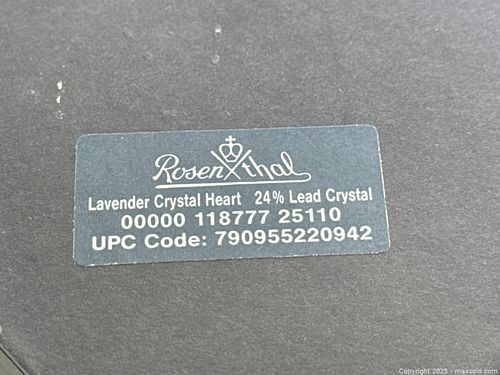 Rosenthal
Lavender Crystal Heart 24% Lead Crystal
00000 118777 25110
UPC Code: 790955220942
Copyright © 2025 - maxsold.com